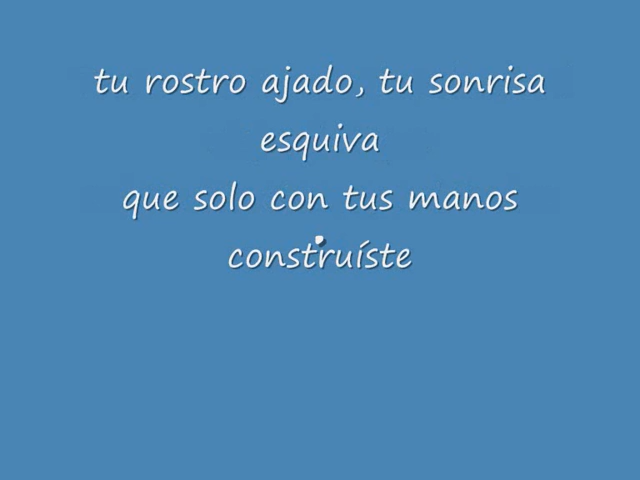 tu rostro ajado, tu sonrisa
esquiva
que solo con tus manos
construíste